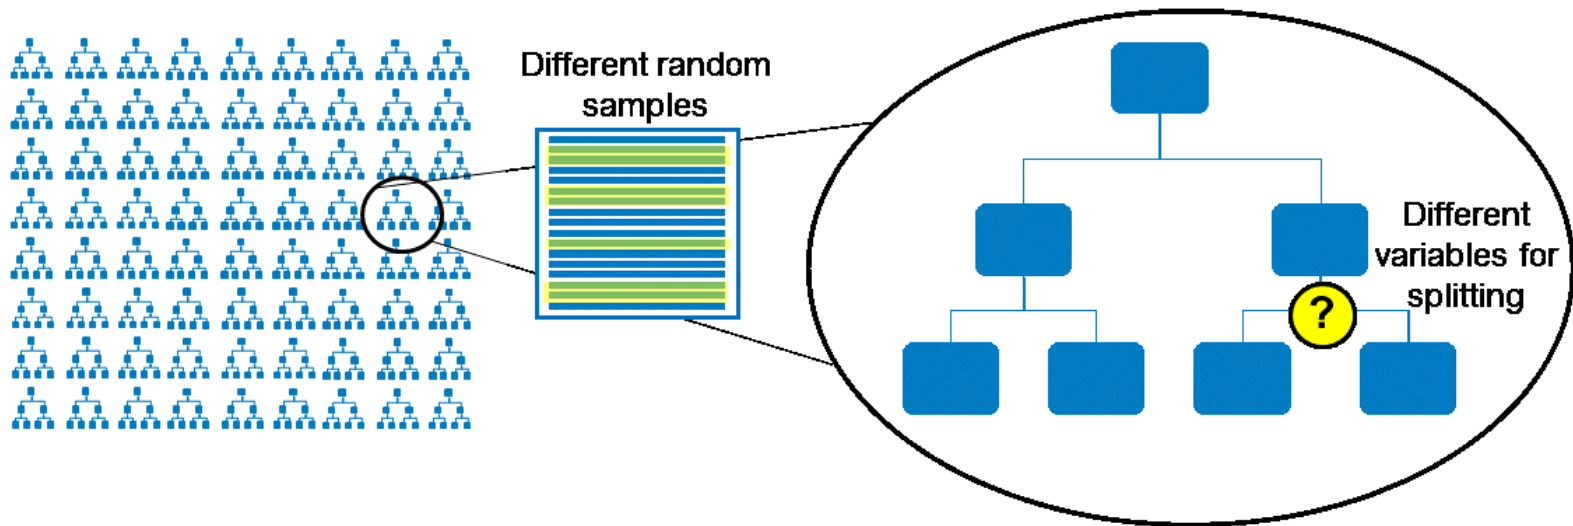 Different random
samples
Different
variables for
splitting
?